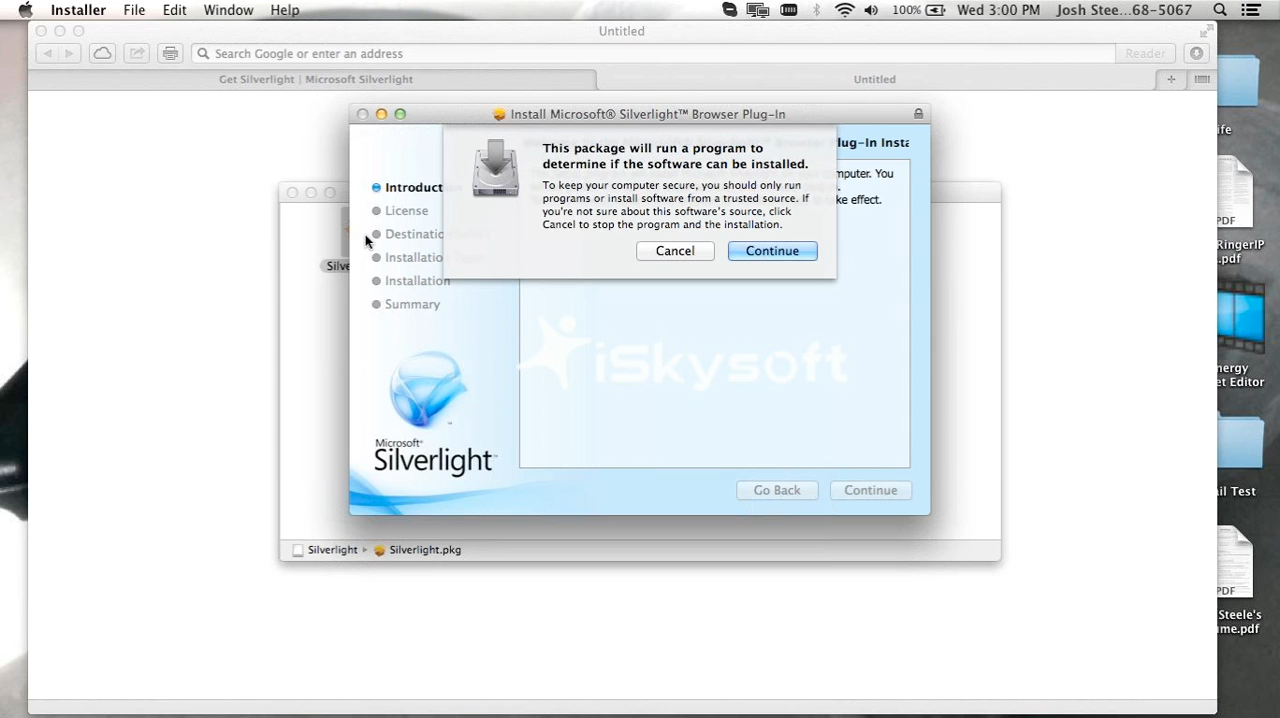 Installer File Edit Window Help
100% Wed 3:00 PM Josh Stee...68-5067
Untitled
Search Google or enter an address
Reader
Get Silverlight | Microsoft Silverlight
Untitled
Install Microsoft® Silverlight™ Browser Plug-In
This package will run a program to
determine if the software can be installed.
To keep your computer secure, you should only run
programs or install software from a trusted source. If
you're not sure about this software's source, click
Cancel to stop the program and the installation.
Cancel Continue
lug-In Insta
mputer. You
ke effect.
Introduct
License
Destinatio
Installatio
Installation
Summary
Silve
iSkysoft
Microsoft®
Silverlight™
Go Back Continue
Silverlight Silverlight.pkg
ife
PDF
RingerIP
.pdf
nergy
et Editor
ail Test
PDF
Steele's
ume.pdf